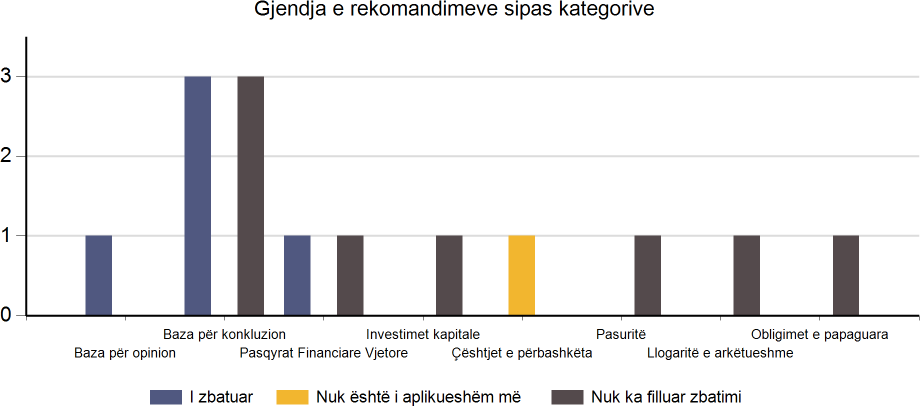 Gjendja e rekomandimeve sipas kategorive
3
2
1
0
Baza për konkluzion Investimet kapitale Pasuritë Obligimet e papaguara
Baza për opinion Pasqyrat Financiare Vjetore Çështjet e përbashkëta Llogaritë e arkëtueshme
I zbatuar Nuk është i aplikueshëm më Nuk ka filluar zbatimi